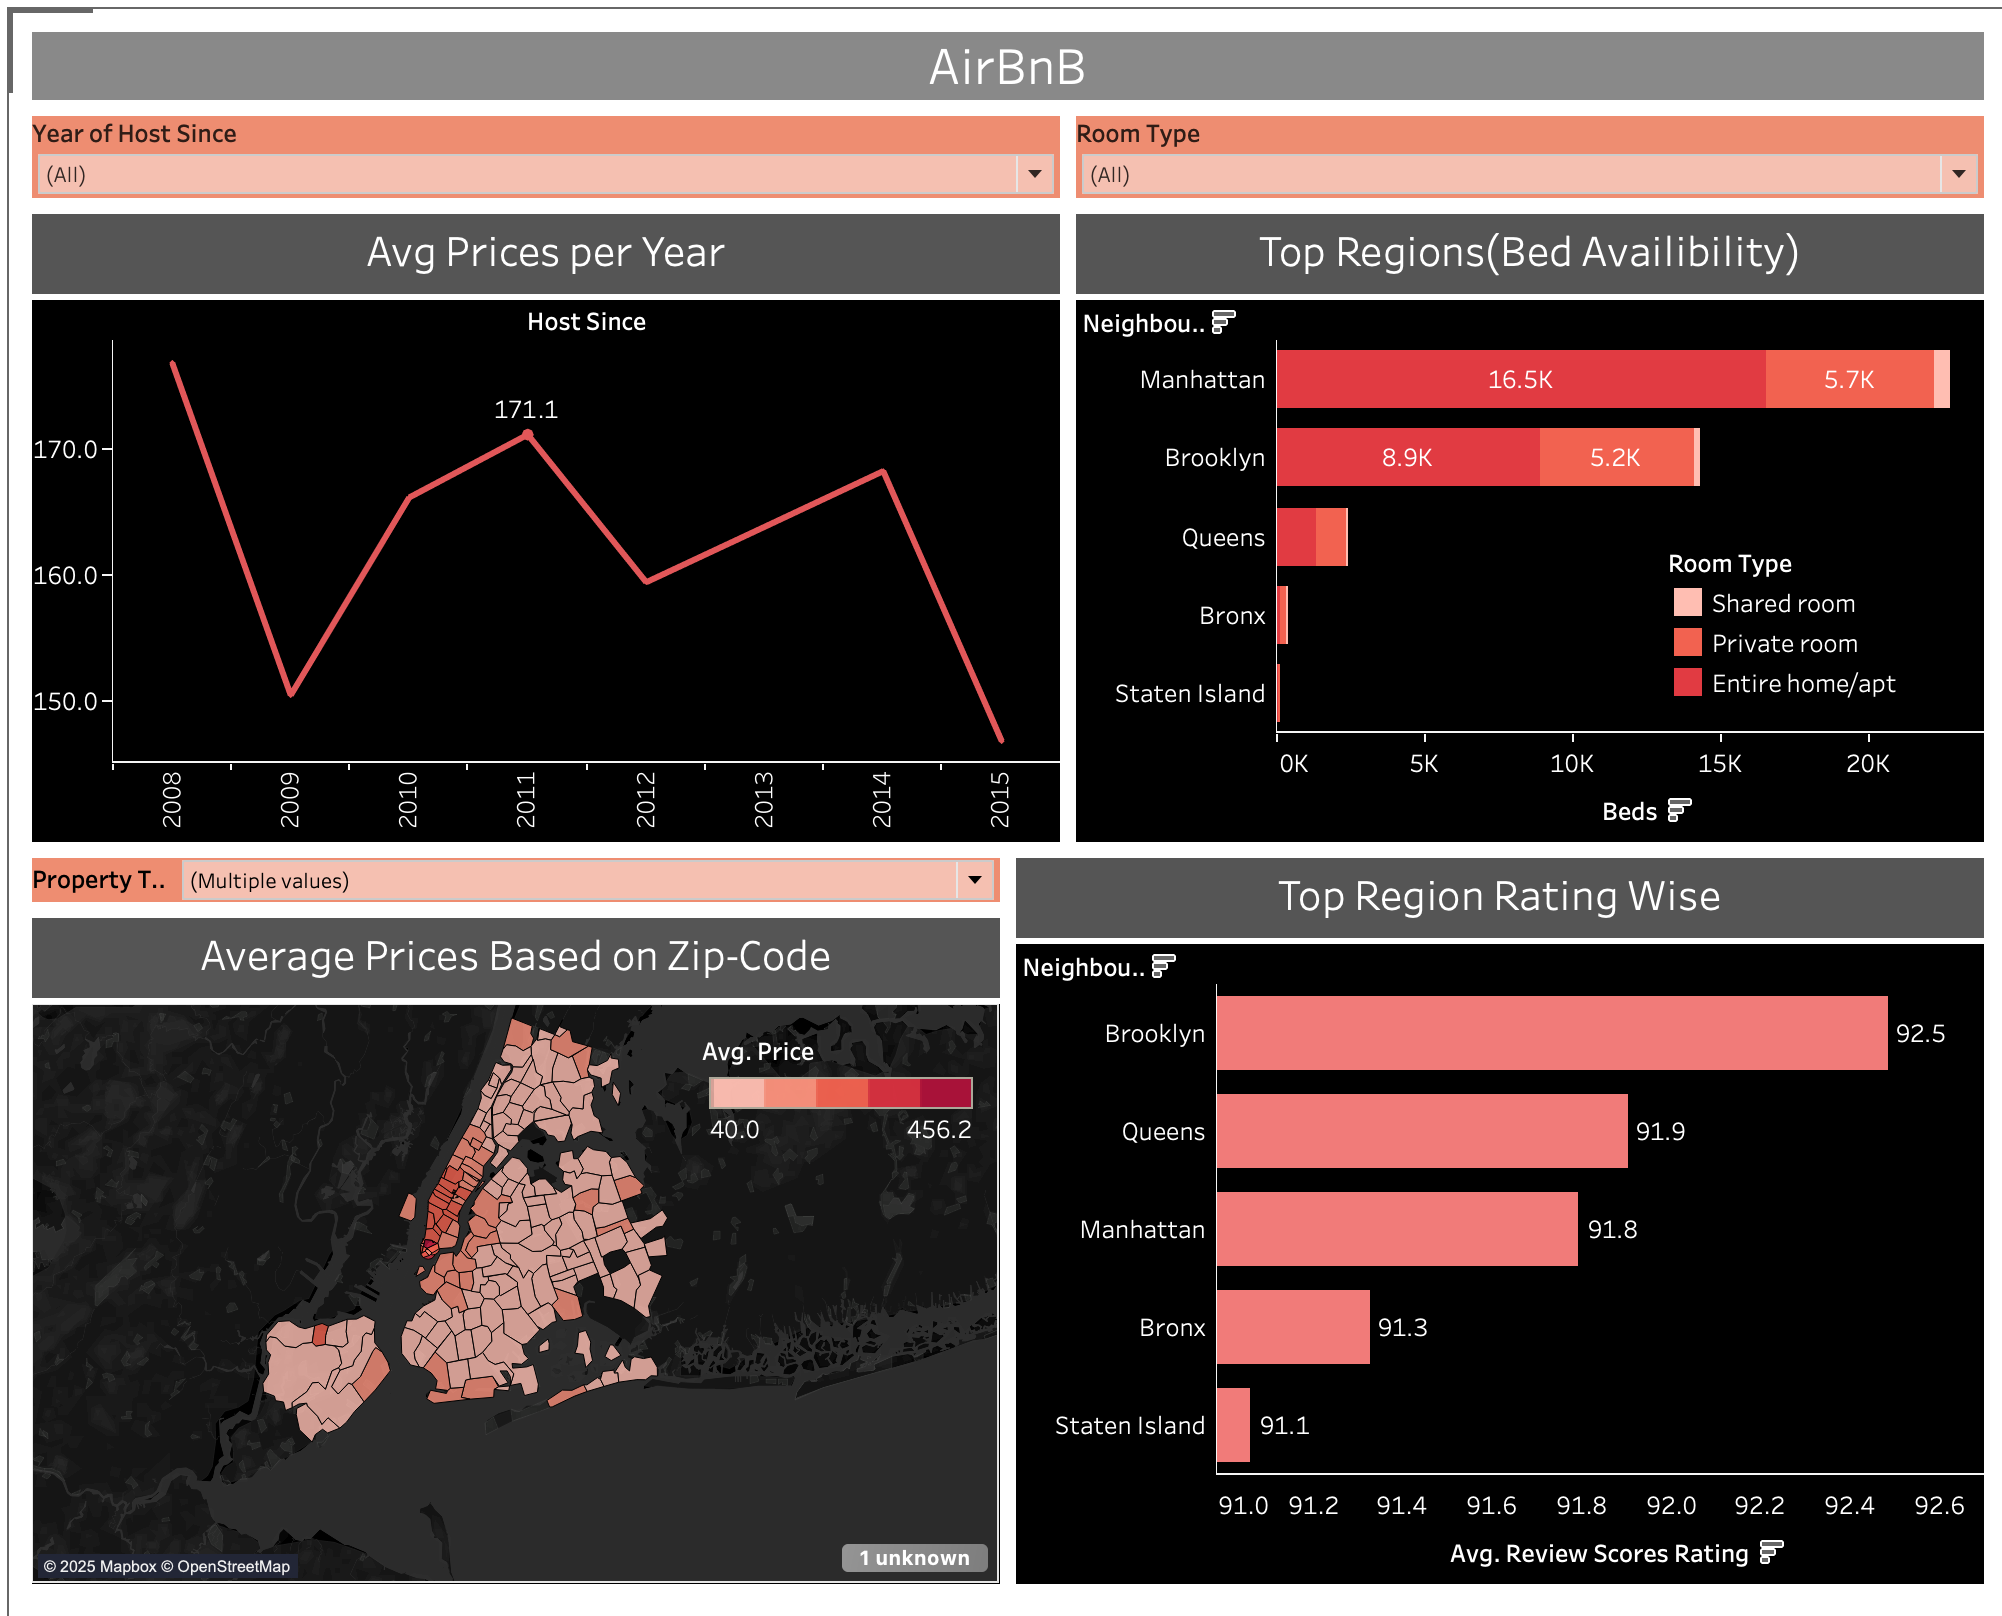 AirBnB
Year of Host Since
(All)
Room Type
(All)
Avg Prices per Year
Host Since
171.1
170.0
160.0
150.0
2008
2009
2010
2011
2012
2013
2014
2015
Top Regions(Bed Availibility)
Neighbou..
Manhattan
16.5K
5.7K
Brooklyn
8.9K
5.2K
Queens
Bronx
Staten Island
Room Type
Shared room
Private room
Entire home/apt
0K
5K
10K
15K
20K
Beds
Property T..
(Multiple values)
Average Prices Based on Zip-Code
Avg. Price
40.0
456.2
© 2025 Mapbox © OpenStreetMap
1 unknown
Top Region Rating Wise
Neighbou..
Brooklyn
92.5
Queens
91.9
Manhattan
91.8
Bronx
91.3
Staten Island
91.1
91.0
91.2
91.4
91.6
91.8
92.0
92.2
92.4
92.6
Avg. Review Scores Rating